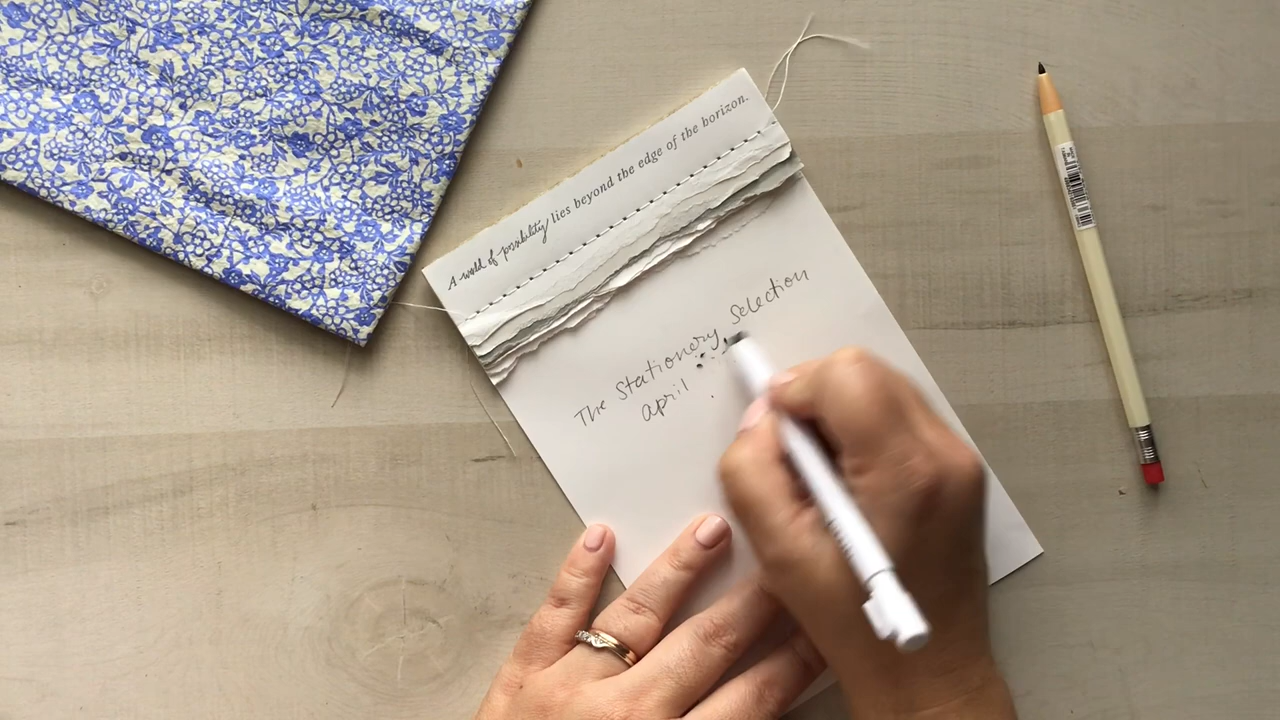 A world of possibility lies beyond the edge of the horizon.
The Stationery Selection
april